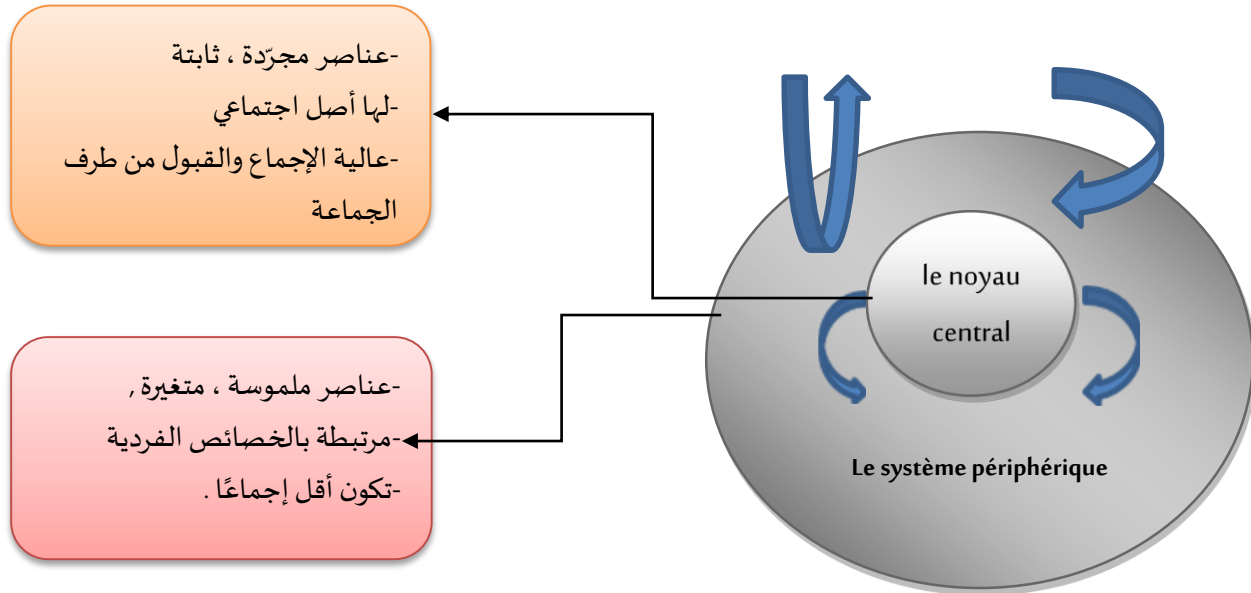 -عناصر مجرّدة ، ثابتة
-لها أصل اجتماعي
-عالية الإجماع والقبول من طرف
الجماعة
-عناصر ملموسة ، متغيرة ,
-مرتبطة بالخصائص الفردية
-تكون أقل إجماعًا .
le noyau
central
Le système périphérique